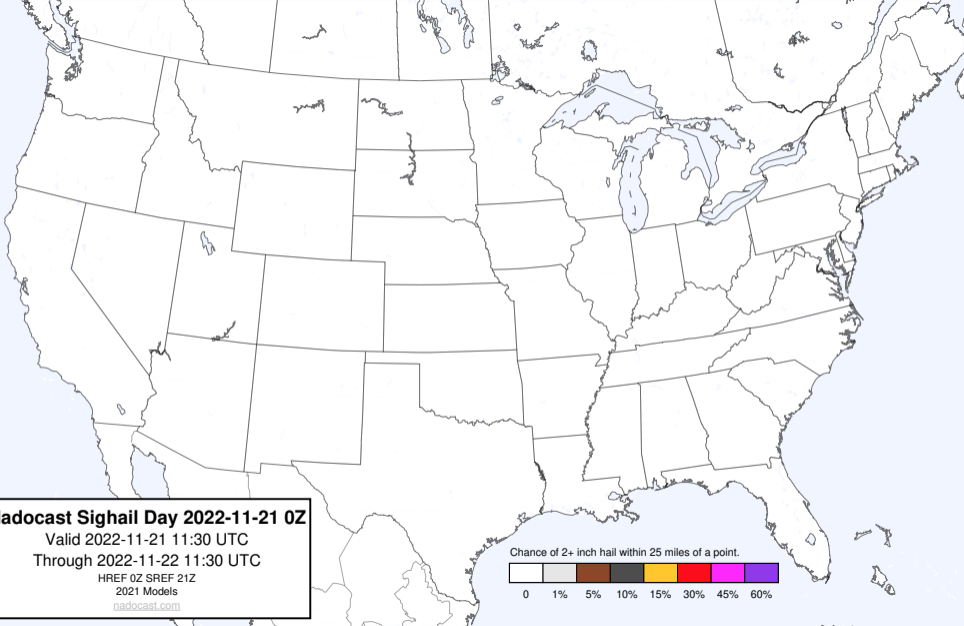 adocast Sighail Day 2022-11-21 0Z
Valid 2022-11-21 11:30 UTC
Through 2022-11-22 11:30 UTC
HREF 0Z SREF 21Z
2021 Models
nadocast.com
Chance of 2+ inch hail within 25 miles of a point.
0 1% 5% 10% 15% 30% 45% 60%